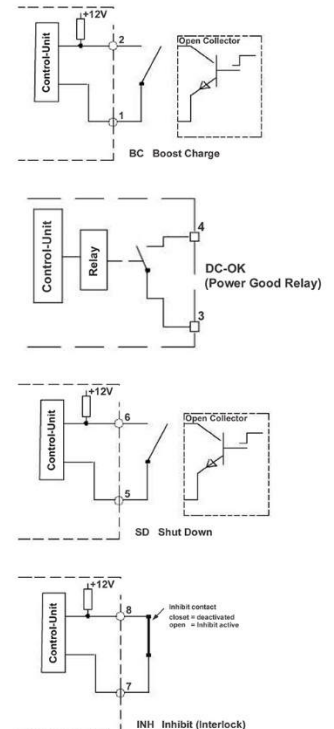 +12V
Control-Unit
2
1
Open Collector
BC Boost Charge
Control-Unit
Relay
4
3
DC-OK
(Power Good Relay)
+12V
Control-Unit
6
5
Open Collector
SD Shut Down
+12V
Control-Unit
8
7
Inhibit contact
closet = deactivated
open = Inhibit active
INH Inhibit (Interlock)